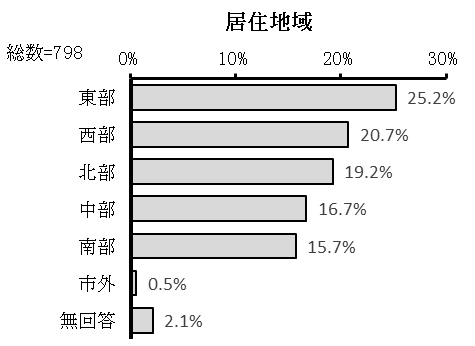 居住地域
総数=798
0% 10% 20% 30%
東部 25.2%
西部 20.7%
北部 19.2%
中部 16.7%
南部 15.7%
市外 0.5%
無回答 2.1%